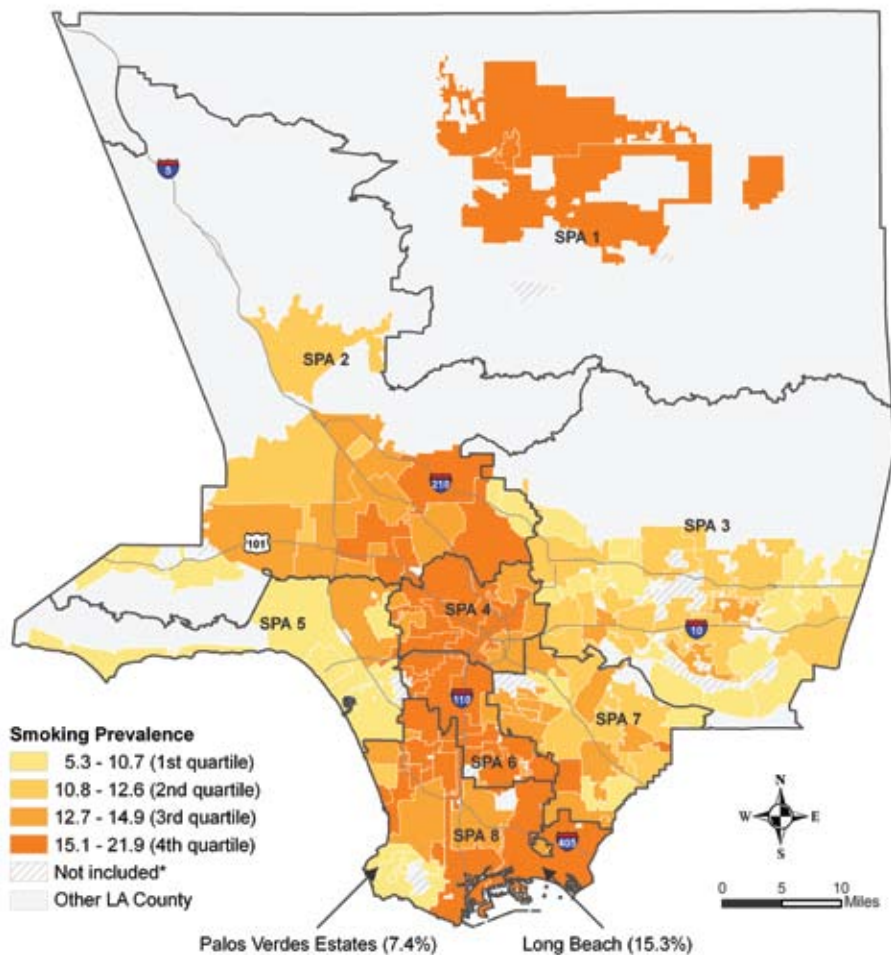 5
SPA 1
SPA 2
210
SPA 3
101
SPA 4
SPA 5
10
110
SPA 7
SPA 6
SPA 8
405
Smoking Prevalence
5.3 - 10.7 (1st quartile)
10.8 - 12.6 (2nd quartile)
12.7 - 14.9 (3rd quartile)
15.1 - 21.9 (4th quartile)
Not included*
Other LA County
N
W E
S
0 5 10
Miles
Palos Verdes Estates (7.4%)
Long Beach (15.3%)